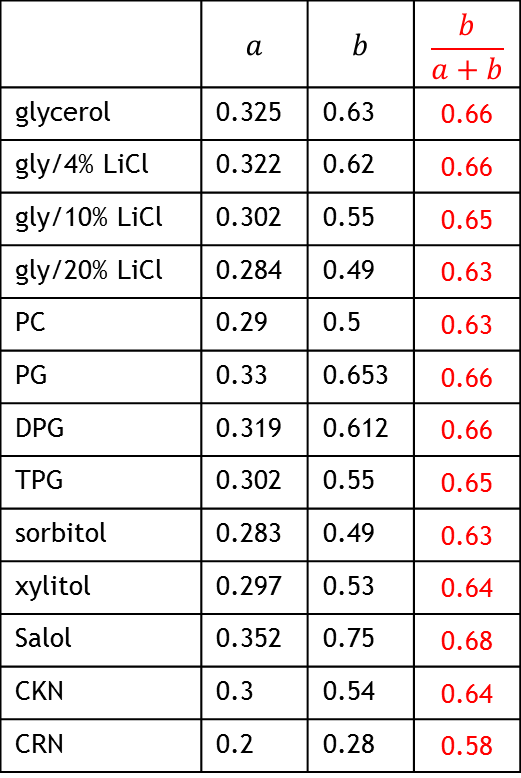 a b b
a + b
glycerol 0.325 0.63 0.66
gly/4% LiCl 0.322 0.62 0.66
gly/10% LiCl 0.302 0.55 0.65
gly/20% LiCl 0.284 0.49 0.63
PC 0.29 0.5 0.63
PG 0.33 0.653 0.66
DPG 0.319 0.612 0.66
TPG 0.302 0.55 0.65
sorbitol 0.283 0.49 0.63
xylitol 0.297 0.53 0.64
Salol 0.352 0.75 0.68
CKN 0.3 0.54 0.64
CRN 0.2 0.28 0.58